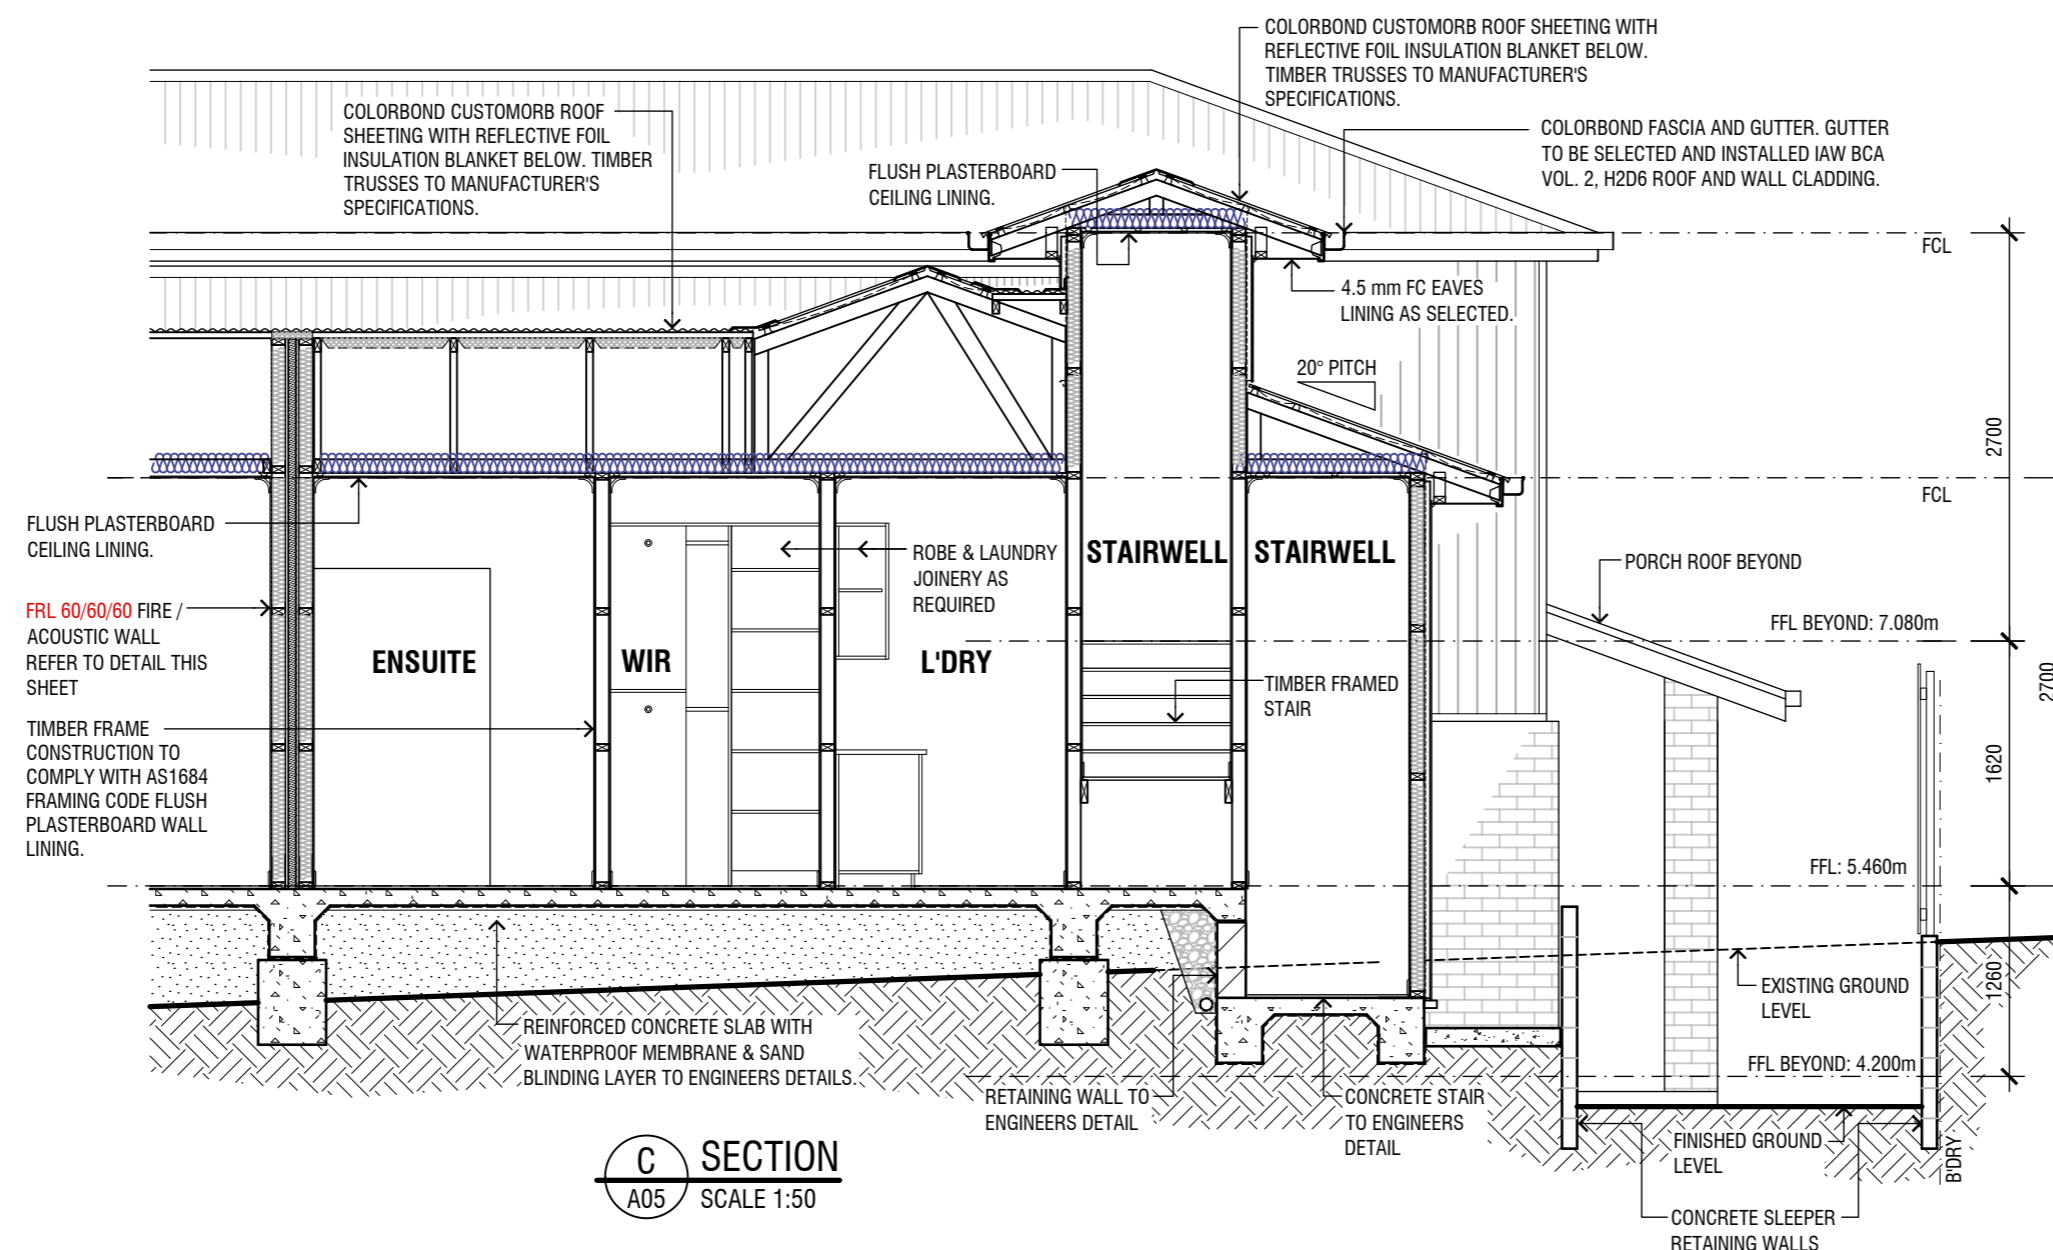 COLORBOND CUSTOMORB ROOF SHEETING WITH
REFLECTIVE FOIL INSULATION BLANKET BELOW.
TIMBER TRUSSES TO MANUFACTURER'S
SPECIFICATIONS.
COLORBOND CUSTOMORB ROOF
SHEETING WITH REFLECTIVE FOIL
INSULATION BLANKET BELOW. TIMBER
TRUSSES TO MANUFACTURER'S
SPECIFICATIONS.
COLORBOND FASCIA AND GUTTER. GUTTER
TO BE SELECTED AND INSTALLED IAW BCA
VOL. 2, H2D6 ROOF AND WALL CLADDING.
FLUSH PLASTERBOARD
CEILING LINING.
FCL
4.5 mm FC EAVES
LINING AS SELECTED.
20° PITCH
2700
FCL
FLUSH PLASTERBOARD
CEILING LINING.
ROBE & LAUNDRY
JOINERY AS
REQUIRED
STAIRWELL
STAIRWELL
PORCH ROOF BEYOND
FRL 60/60/60 FIRE /
ACOUSTIC WALL
REFER TO DETAIL THIS
SHEET
FFL BEYOND: 7.080m
ENSUITE
WIR
L'DRY
2700
TIMBER FRAMED
STAIR
TIMBER FRAME
CONSTRUCTION TO
COMPLY WITH AS1684
FRAMING CODE FLUSH
PLASTERBOARD WALL
LINING.
1620
FFL: 5.460m
1260
EXISTING GROUND
LEVEL
REINFORCED CONCRETE SLAB WITH
WATERPROOF MEMBRANE & SAND
BLINDING LAYER TO ENGINEERS DETAILS.
FFL BEYOND: 4.200m
RETAINING WALL TO
ENGINEERS DETAIL
CONCRETE STAIR
TO ENGINEERS
DETAIL
FINISHED GROUND
LEVEL
B'DRY
C
A05
SECTION
SCALE 1:50
CONCRETE SLEEPER
RETAINING WALLS